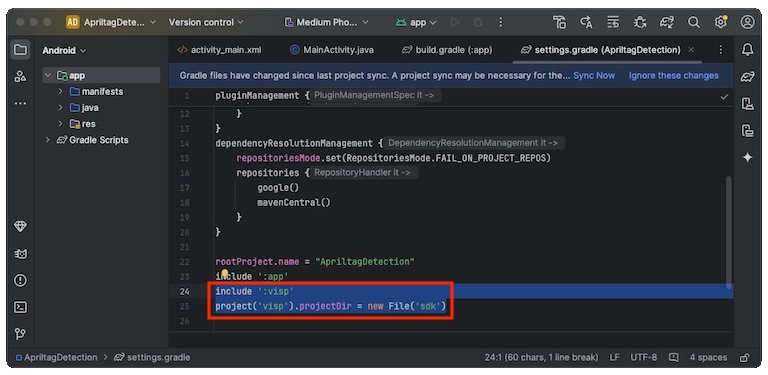 AD ApriltagDete... Version control Medium Pho... app
Android
activity_main.xml MainActivity.java build.gradle (:app) settings.gradle (AprilTagDetection)
Gradle files have changed since last project sync. A project sync may be necessary for the... Sync Now Ignore these changes
app
manifests
java
res
Gradle Scripts
1 pluginManagement { PluginManagementSpec it ->
12 }
13 }
14 dependencyResolutionManagement { DependencyResolutionManagement it ->
15 repositoriesMode.set(RepositoriesMode.FAIL_ON_PROJECT_REPOS)
16 repositories { RepositoryHandler it ->
17 google()
18 mavenCentral()
19 }
20 }
21
22 rootProject.name = "ApriltagDetection"
23 include ':app'
24 include ':visp'
25 project('visp').projectDir = new File('sdk')
26
ApriltagDetection > settings.gradle 24:1 (60 chars, 1 line break) LF UTF-8 4 spaces